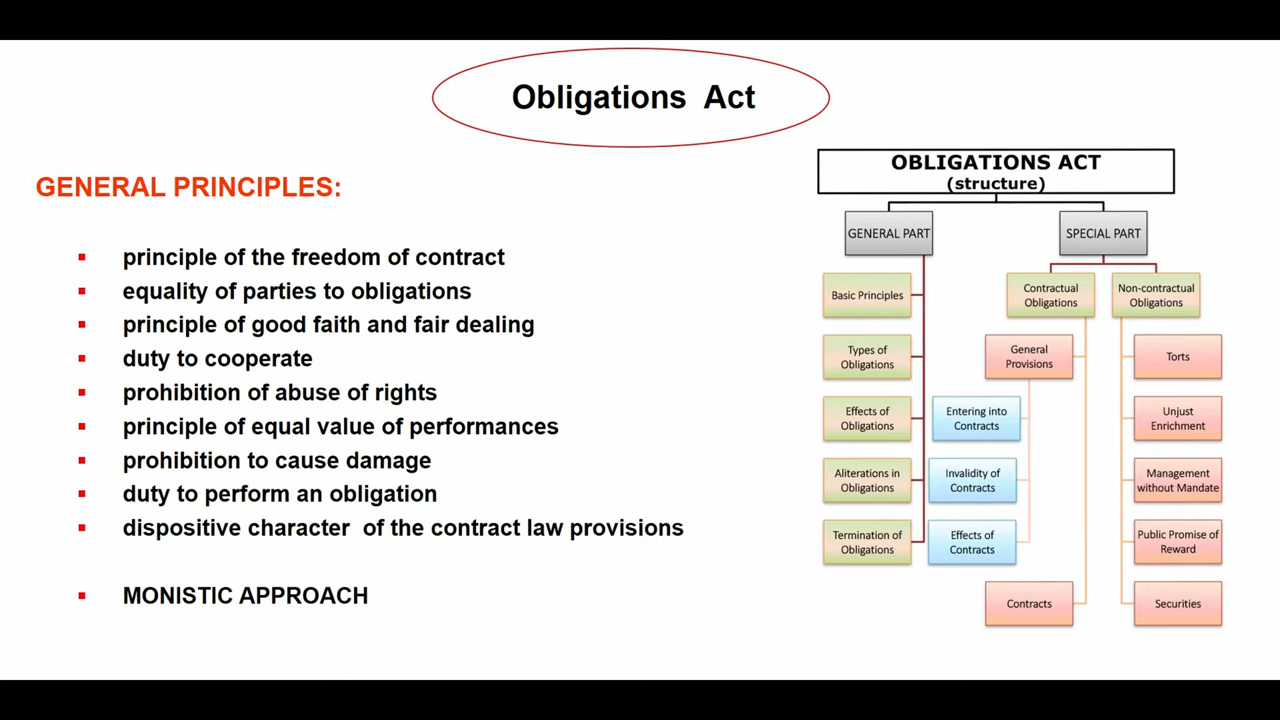 Obligations Act
GENERAL PRINCIPLES:
principle of the freedom of contract
equality of parties to obligations
principle of good faith and fair dealing
duty to cooperate
prohibition of abuse of rights
principle of equal value of performances
prohibition to cause damage
duty to perform an obligation
dispositive character of the contract law provisions
MONISTIC APPROACH
OBLIGATIONS ACT
(structure)
GENERAL PART
Basic Principles
Types of
Obligations
Effects of
Obligations
Aliterations in
Obligations
Termination of
Obligations
SPECIAL PART
Contractual
Obligations
General
Provisions
Entering into
Contracts
Invalidity of
Contracts
Effects of
Contracts
Contracts
Non-contractual
Obligations
Torts
Unjust
Enrichment
Management
without Mandate
Public Promise of
Reward
Securities